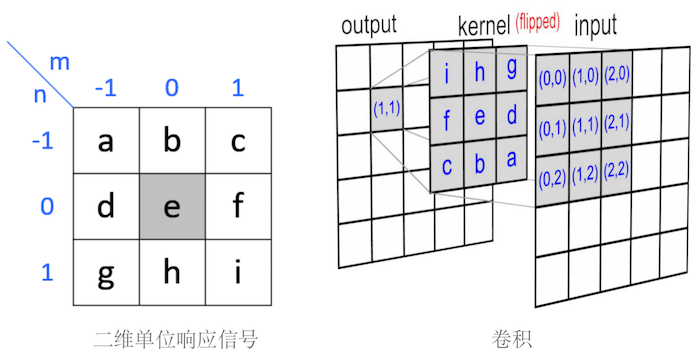 output kernel (flipped) input
m
n
-1 0 1
-1 a b c
0 d e f
1 g h i
(1,1)
i h g
f e d
c b a
(0,0) (1,0) (2,0)
(0,1) (1,1) (2,1)
(0,2) (1,2) (2,2)
二维单位响应信号
卷积